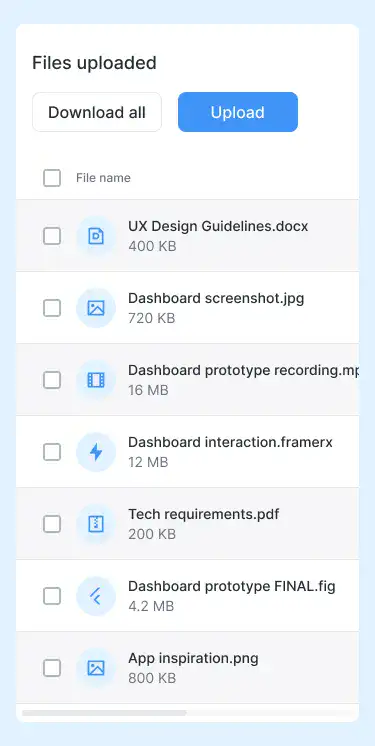 Files uploaded
Download all
Upload
File name
UX Design Guidelines.docx
400 KB
Dashboard screenshot.jpg
720 KB
Dashboard prototype recording.mp
16 MB
Dashboard interaction.framerx
12 MB
Tech requirements.pdf
200 KB
Dashboard prototype FINAL.fig
4.2 MB
App inspiration.png
800 KB